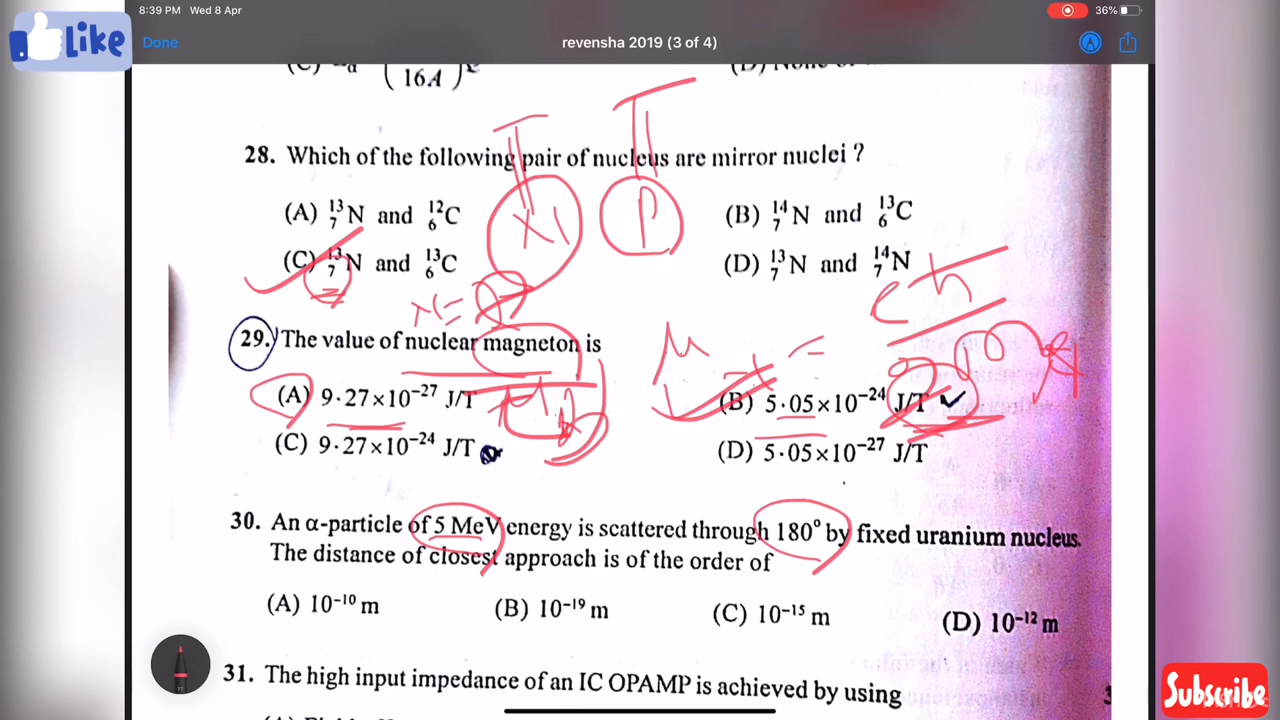 8:39 PM Wed 8 Apr
36%
Like
Done
revensha 2019 (3 of 4)
16A
28. Which of the following pair of nucleus are mirror nuclei ?
(A) ¹³₇N and ¹²₆C
(B) ¹⁴₇N and ¹³₆C
(C) ¹³₇N and ¹³₆C
(D) ¹³₇N and ¹⁴₇N
29. The value of nuclear magneton is
(A) 9·27×10⁻²⁷ J/T
(B) 5·05×10⁻²⁴ J/T
(C) 9·27×10⁻²⁴ J/T
(D) 5·05×10⁻²⁷ J/T
30. An α-particle of 5 MeV energy is scattered through 180° by fixed uranium nucleus.
The distance of closest approach is of the order of
(A) 10⁻¹⁰ m
(B) 10⁻¹⁹ m
(C) 10⁻¹⁵ m
(D) 10⁻¹² m
31. The high input impedance of an IC OPAMP is achieved by using
Subscribe